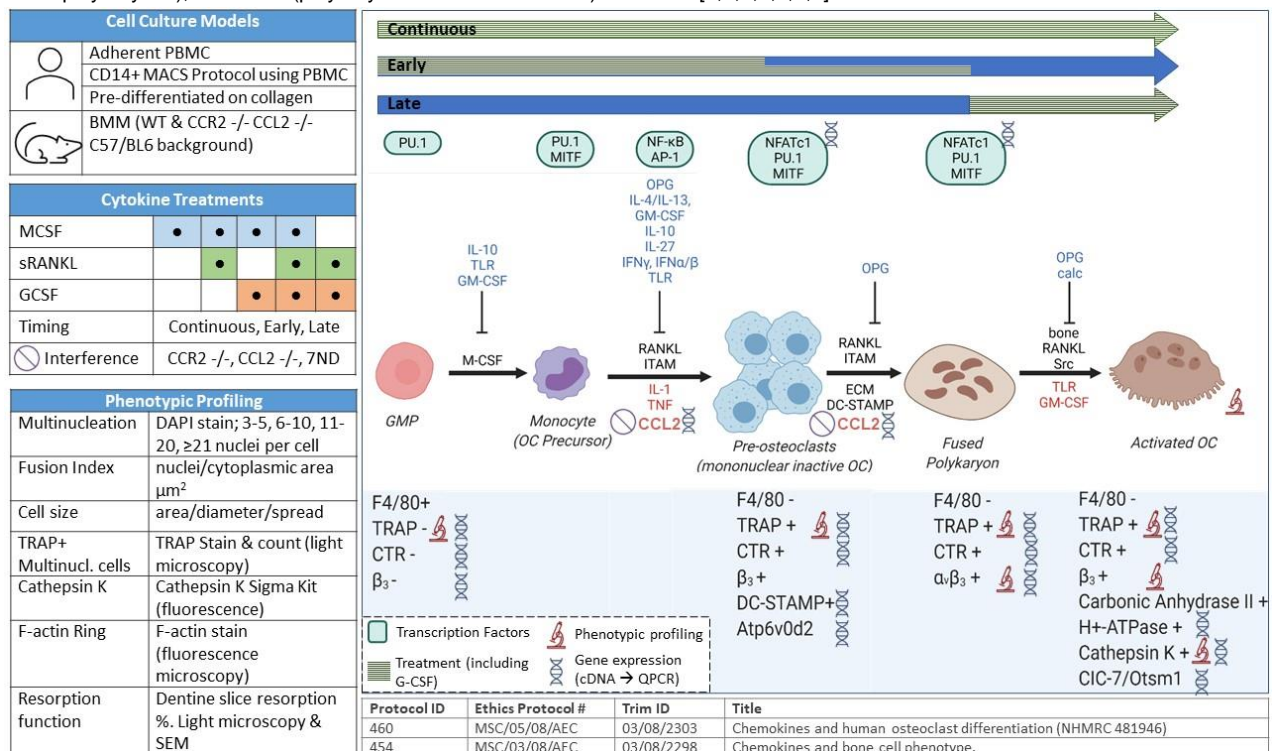 Cell Culture Models
Adherent PBMC
CD14+ MACS Protocol using PBMC
Pre-differentiated on collagen
BMM (WT & CCR2 -/- CCL2 -/-
C57/BL6 background)
Cytokine Treatments
MCSF • • • •
sRANKL • • •
GCSF • • •
Timing Continuous, Early, Late
Interference CCR2 -/-, CCL2 -/-, 7ND
Phenotypic Profiling
Multinucleation DAPI stain; 3-5, 6-10, 11-
20, ≥21 nuclei per cell
Fusion Index nuclei/cytoplasmic area
µm²
Cell size area/diameter/spread
TRAP+ TRAP Stain & count (light
Multinucl. cells microscopy)
Cathepsin K Cathepsin K Sigma Kit
(fluorescence)
F-actin Ring F-actin stain
(fluorescence
microscopy)
Resorption Dentine slice resorption
function %. Light microscopy &
SEM
Continuous
Early
Late
PU.1
PU.1
MITF
NF-κB
AP-1
NFATc1
PU.1
MITF
NFATc1
PU.1
MITF
IL-10
TLR
GM-CSF
OPG
IL-4/IL-13,
GM-CSF
IL-10
IL-27
IFNγ, IFNα/β
TLR
OPG
OPG
calc
M-CSF
RANKL
ITAM
IL-1
TNF
CCL2
RANKL
ITAM
ECM
DC-STAMP
CCL2
bone
RANKL
Src
TLR
GM-CSF
GMP
Monocyte
(OC Precursor)
Pre-osteoclasts
(mononuclear inactive OC)
Fused
Polykaryon
Activated OC
F4/80+
TRAP -
CTR -
β₃-
F4/80 -
TRAP +
CTR +
β₃ +
DC-STAMP+
Atp6v0d2
F4/80 -
TRAP +
CTR +
αᵥβ₃ +
F4/80 -
TRAP +
CTR +
β₃ +
Carbonic Anhydrase II +
H+-ATPase +
Cathepsin K +
CIC-7/Otsm1
Transcription Factors
Phenotypic profiling
Treatment (including
G-CSF)
Gene expression
(cDNA → QPCR)
Protocol ID Ethics Protocol # Trim ID Title
460 MSC/05/08/AEC 03/08/2303 Chemokines and human osteoclast differentiation (NHMRC 481946)
454 MSC/03/08/AEC 03/08/2298 Chemokines and bone cell phenotype.